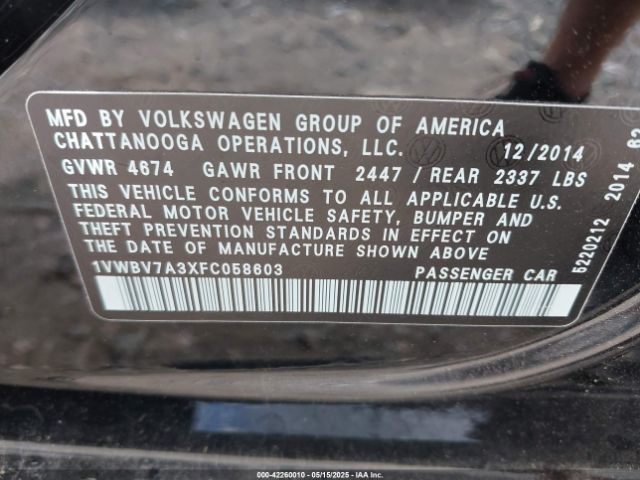 MFD BY VOLKSWAGEN GROUP OF AMERICA
CHATTANOOGA OPERATIONS, LLC. 12/2014
GVWR 4674 GAWR FRONT 2447 / REAR 2337 LBS
THIS VEHICLE CONFORMS TO ALL APPLICABLE U.S.
FEDERAL MOTOR VEHICLE SAFETY, BUMPER AND
THEFT PREVENTION STANDARDS IN EFFECT ON
THE DATE OF MANUFACTURE SHOWN ABOVE
1VWBV7A3XFC058603 PASSENGER CAR
5220212 2014 82
000-42260010 - 05/15/2025 - IAA Inc.